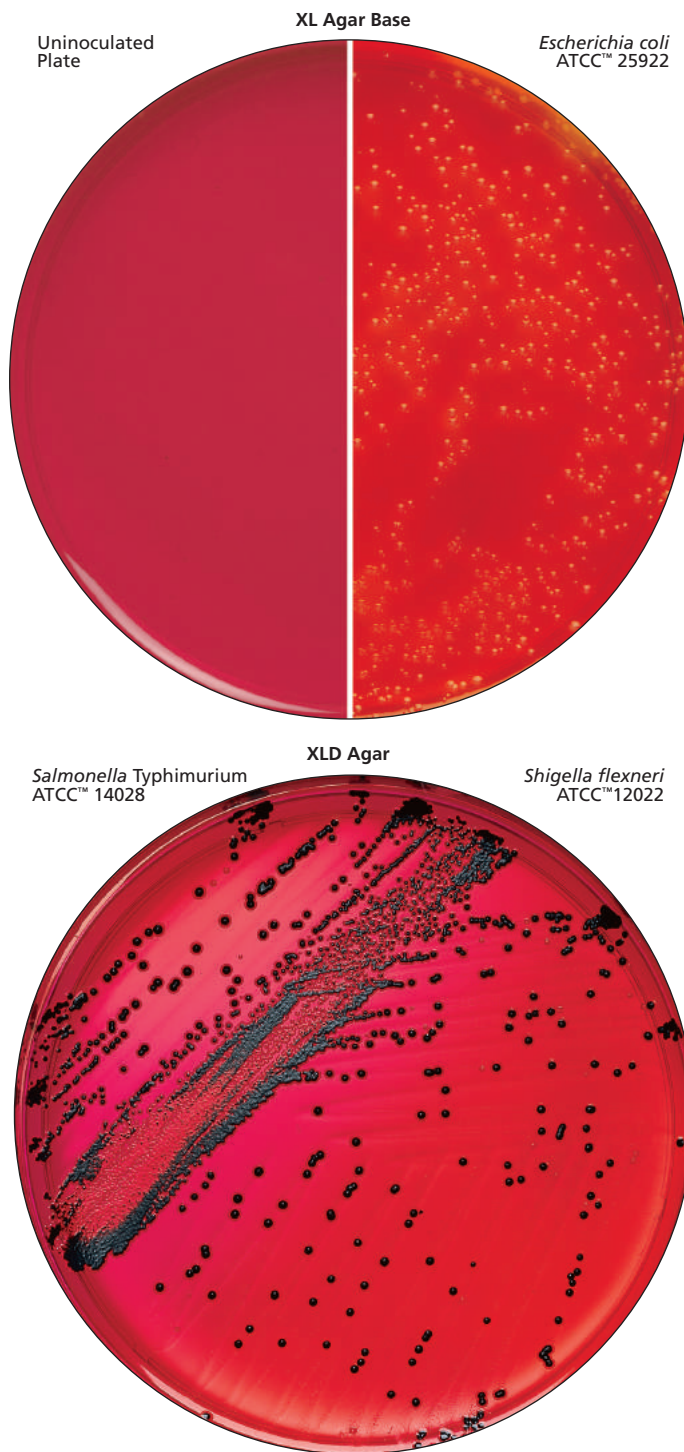 XL Agar Base
Uninoculated
Plate
Escherichia coli
ATCC™ 25922
XLD Agar
Salmonella Typhimurium
ATCC™ 14028
Shigella flexneri
ATCC™12022